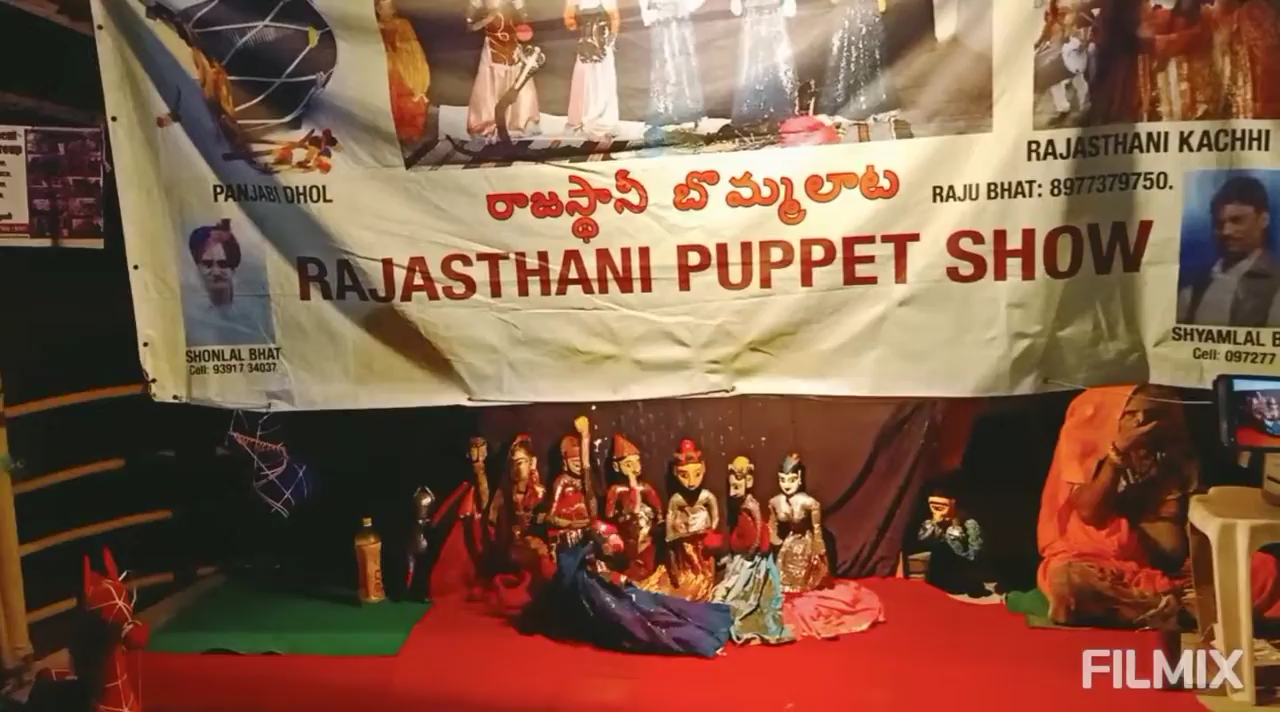 PANJABI DHOL
RAJASTHANI KACHHI
రాజస్థానీ బొమ్మలాట
RAJU BHAT: 8977379750.
RAJASTHANI PUPPET SHOW
SHONLAL BHAT
Cell: 93917 34037
SHYAMLAL B
Cell: 097277
FILMIX